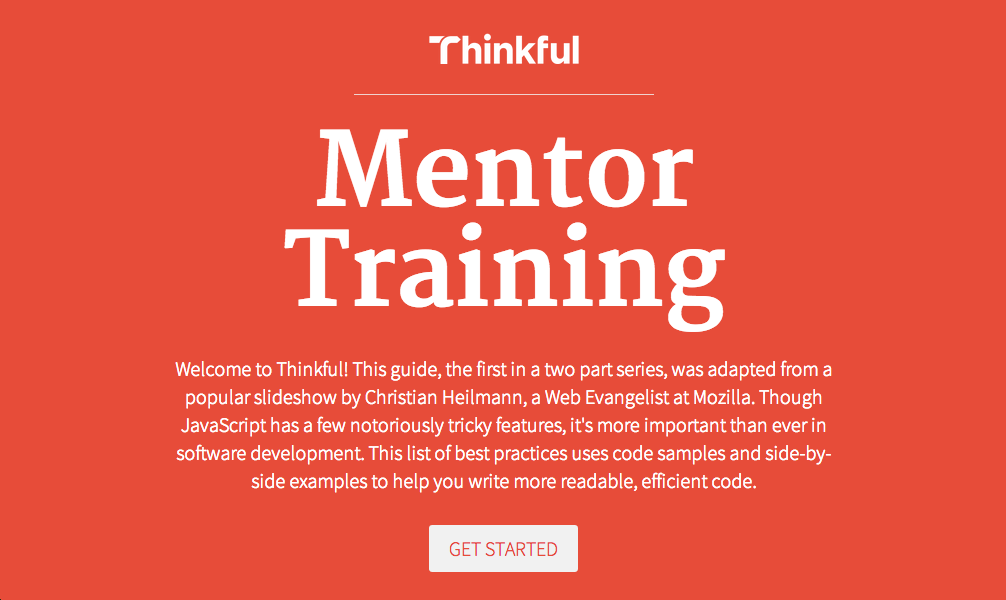 Thinkful
Mentor
Training
Welcome to Thinkful! This guide, the first in a two part series, was adapted from a
popular slideshow by Christian Heilmann, a Web Evangelist at Mozilla. Though
JavaScript has a few notoriously tricky features, it's more important than ever in
software development. This list of best practices uses code samples and side-by-
side examples to help you write more readable, efficient code.
GET STARTED